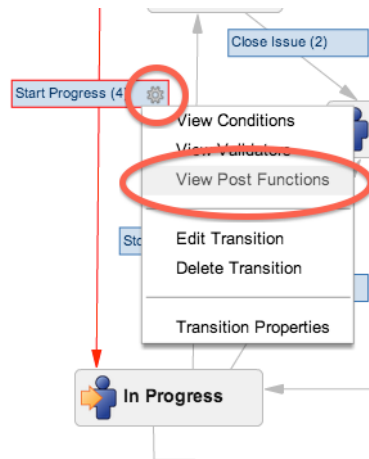 Close Issue (2)
Start Progress (4)
View Conditions
View Validators
View Post Functions
Edit Transition
Delete Transition
Transition Properties
In Progress